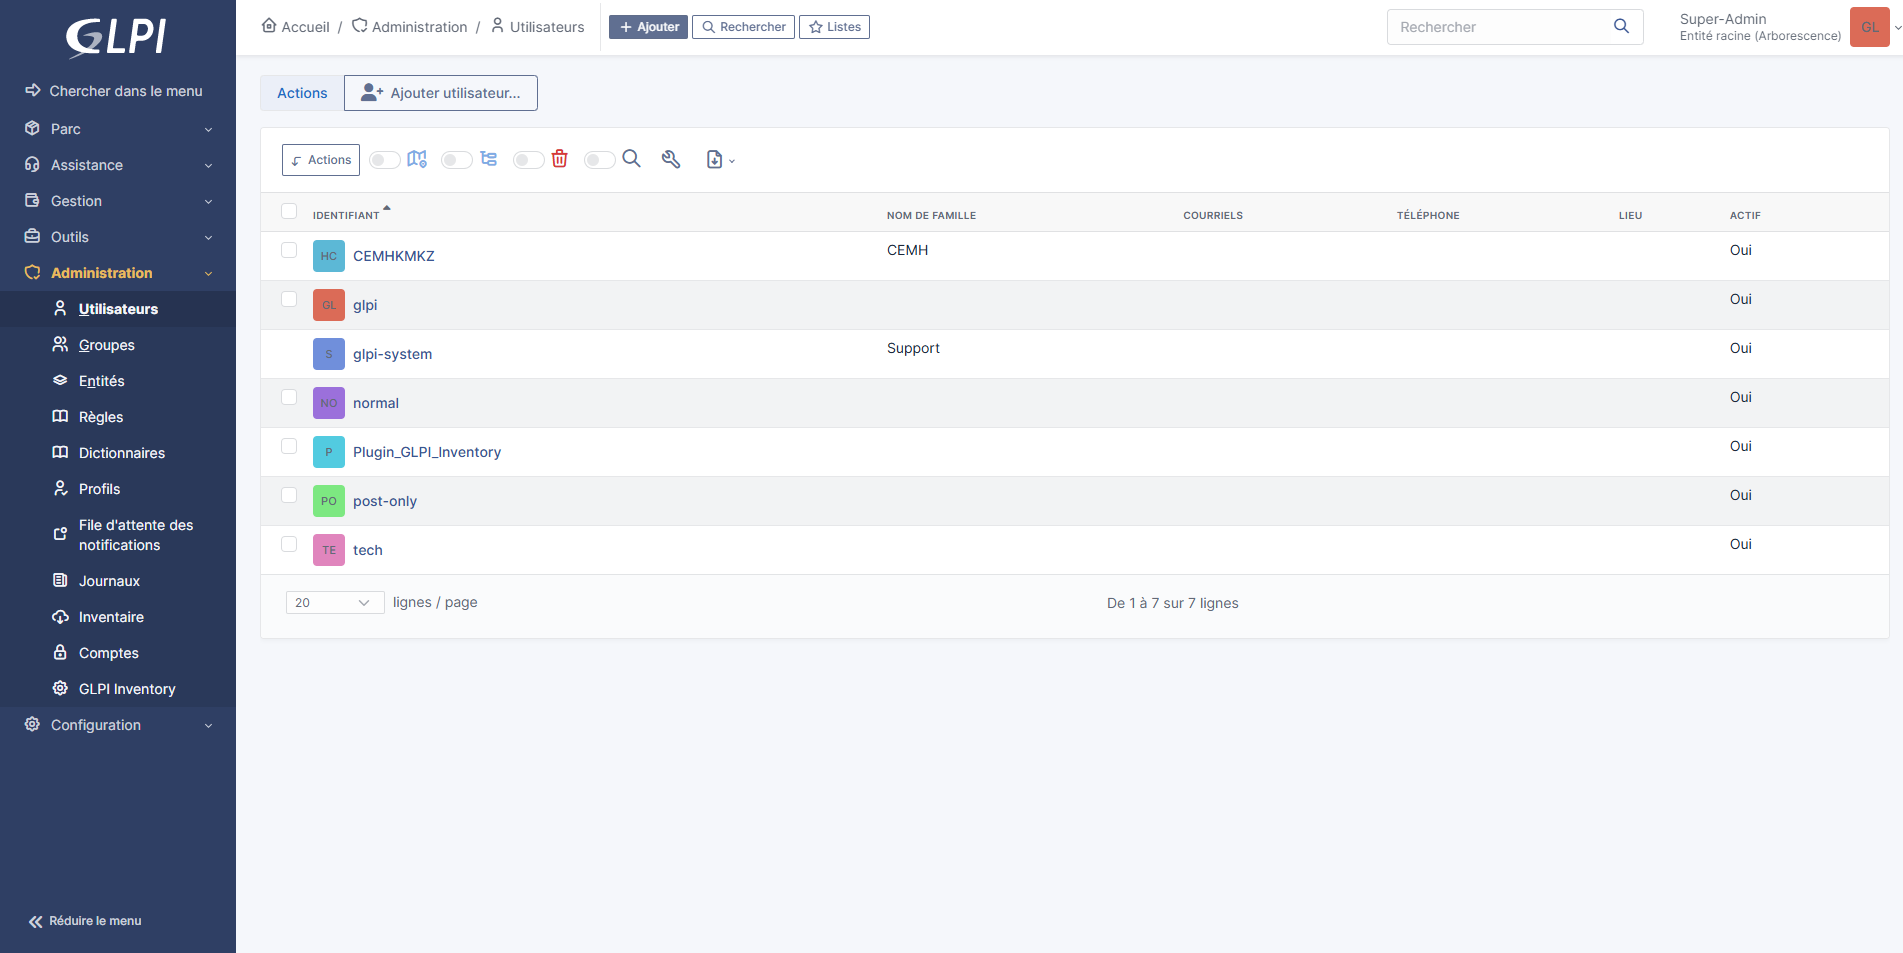 GLPI
Chercher dans le menu
Parc
Assistance
Gestion
Outils
Administration
Utilisateurs
Groupes
Entités
Règles
Dictionnaires
Profils
File d'attente des
notifications
Journaux
Inventaire
Comptes
GLPI Inventory
Configuration
Réduire le menu
Accueil / Administration / Utilisateurs
Ajouter Rechercher Listes
Rechercher
Super-Admin
Entité racine (Arborescence)
GL
Actions Ajouter utilisateur...
Actions
IDENTIFIANT NOM DE FAMILLE COURRIELS TÉLÉPHONE LIEU ACTIF
HC CEMHKMKZ CEMH Oui
GL glpi Oui
S glpi-system Support Oui
NO normal Oui
P Plugin_GLPI_Inventory Oui
PO post-only Oui
TE tech Oui
20 lignes / page De 1 à 7 sur 7 lignes